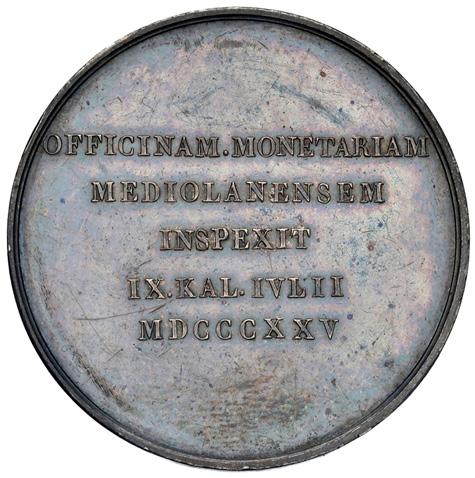 OFFICINAM. MONETARIAM
MEDIOLANENSEM
INSPEXIT
IX. KAL. IVLII
MDCCCXXV